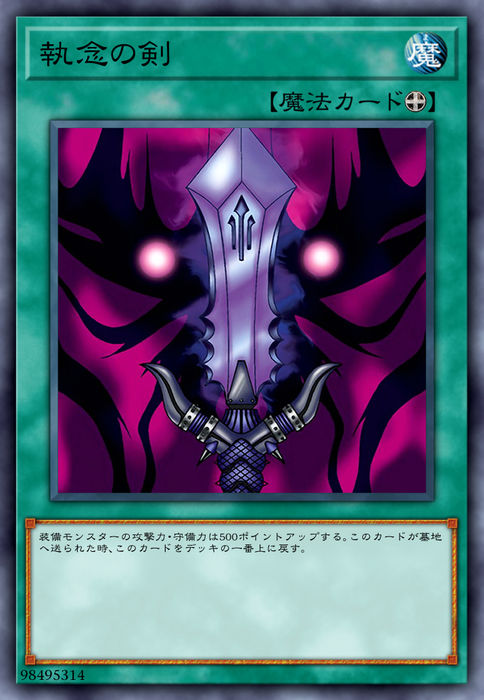 執念の剣
魔
【魔法カード】
装備モンスターの攻撃力・守備力は500ポイントアップする。このカードが墓地
へ送られた時、このカードをデッキの一番上に戻す。
98495314